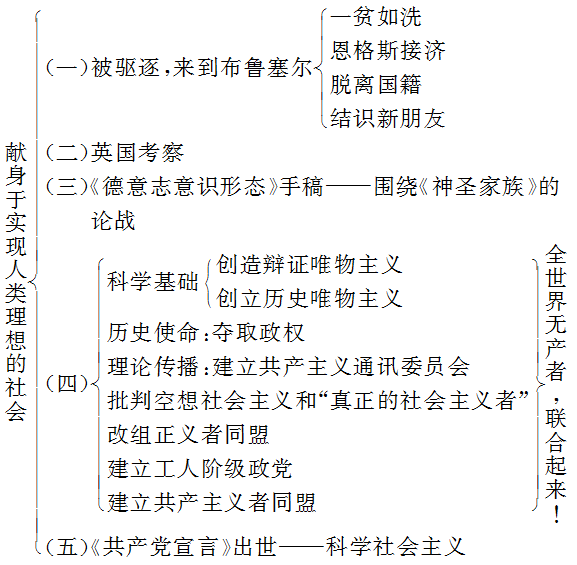 献身于实现人类理想的社会
(一)被驱逐,来到布鲁塞尔
一贫如洗
恩格斯接济
脱离国籍
结识新朋友
(二)英国考察
(三)《德意志意识形态》手稿——围绕《神圣家族》的
论战
(四)
科学基础
创造辩证唯物主义
创立历史唯物主义
历史使命:夺取政权
理论传播:建立共产主义通讯委员会
批判空想社会主义和“真正的社会主义者”
改组正义者同盟
建立工人阶级政党
建立共产主义者同盟
全世界无产者,联合起来!
(五)《共产党宣言》出世——科学社会主义